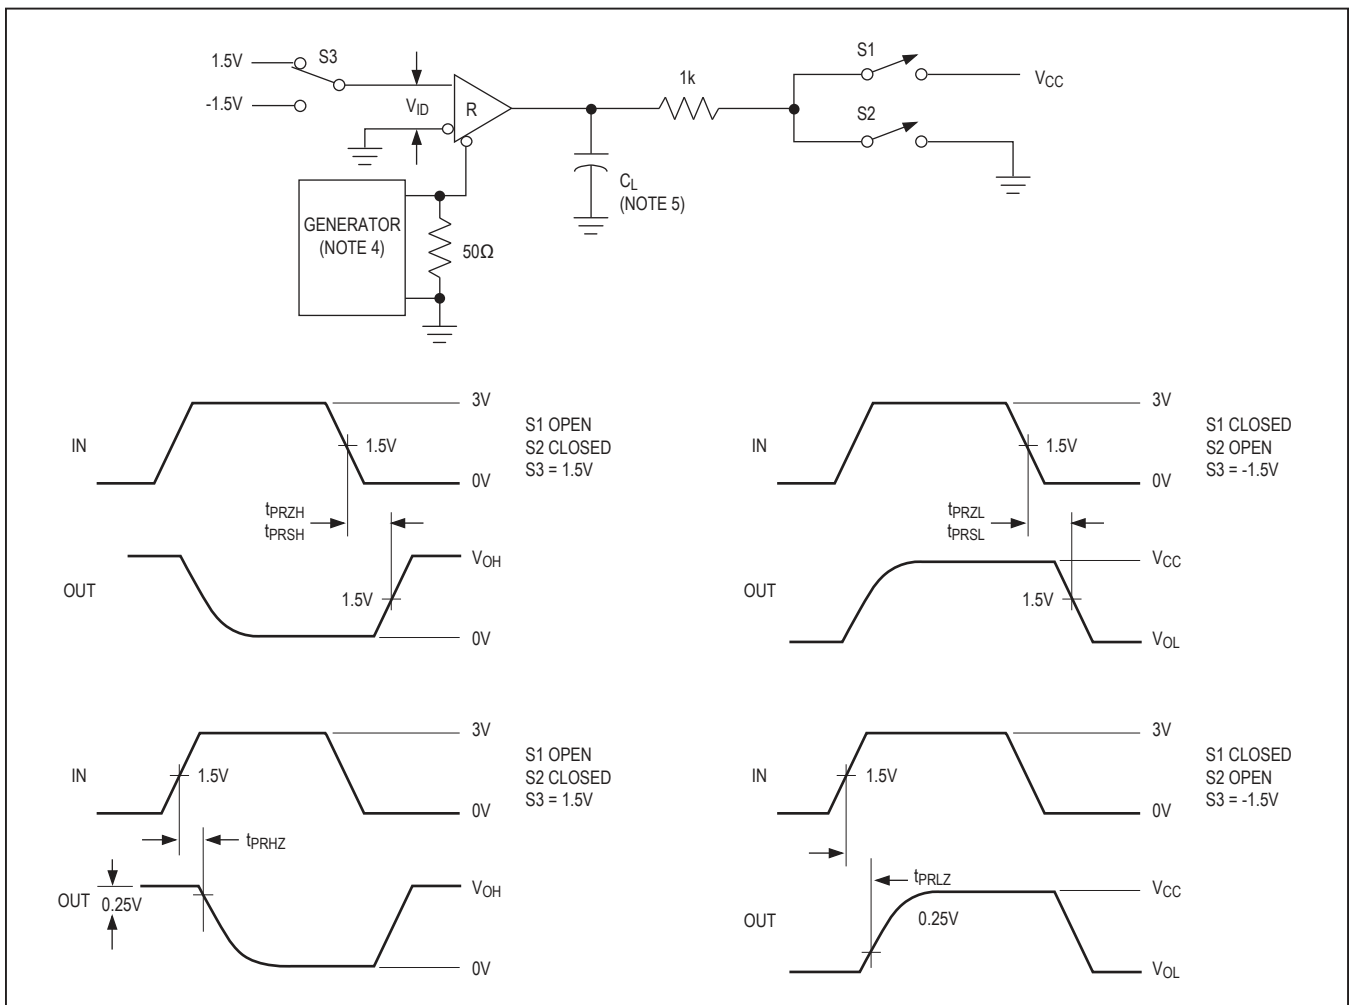 1.5V
S3
-1.5V
VID
R
1k
S1
VCC
S2
CL
(NOTE 5)
GENERATOR
(NOTE 4)
50Ω
IN
3V
1.5V
0V
S1 OPEN
S2 CLOSED
S3 = 1.5V
tPRZH
tPRSH
OUT
VOH
1.5V
0V
IN
3V
1.5V
0V
S1 CLOSED
S2 OPEN
S3 = -1.5V
tPRZL
tPRSL
OUT
VCC
1.5V
VOL
IN
3V
1.5V
0V
S1 OPEN
S2 CLOSED
S3 = 1.5V
tPRHZ
OUT
0.25V
VOH
0V
IN
3V
1.5V
0V
S1 CLOSED
S2 OPEN
S3 = -1.5V
tPRLZ
OUT
VCC
0.25V
VOL